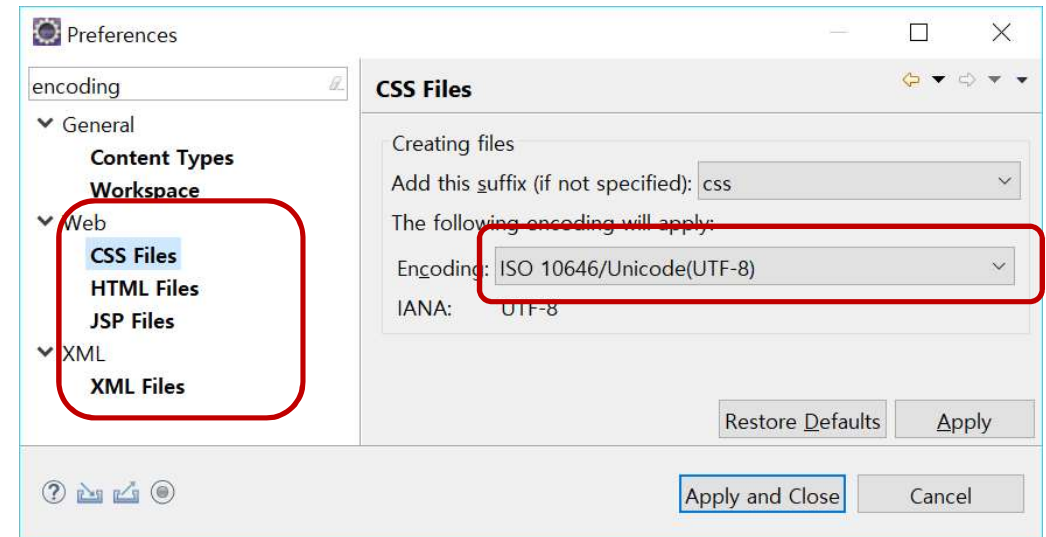 Preferences
encoding
General
Content Types
Workspace
Web
CSS Files
HTML Files
JSP Files
XML
XML Files
CSS Files
Creating files
Add this suffix (if not specified): css
The following encoding will apply:
Encoding: ISO 10646/Unicode(UTF-8)
IANA: UTF-8
Restore Defaults Apply
Apply and Close Cancel